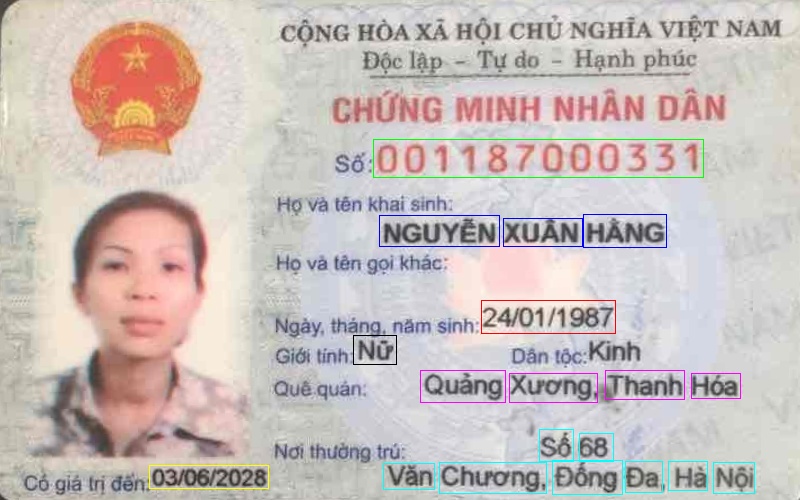 CỘNG HÒA XÃ HỘI CHỦ NGHĨA VIỆT NAM
Độc lập - Tự do - Hạnh phúc
CHỨNG MINH NHÂN DÂN
Số: 001187000331
Họ và tên khai sinh:
NGUYỄN XUÂN HẰNG
Họ và tên gọi khác:
Ngày, tháng, năm sinh: 24/01/1987
Giới tính: Nữ Dân tộc: Kinh
Quê quán: Quảng Xương, Thanh Hóa
Nơi thường trú: Số 68
Văn Chương, Đống Đa, Hà Nội
Có giá trị đến: 03/06/2028